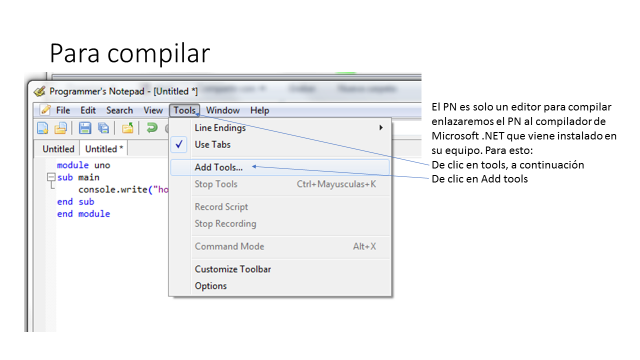 Para compilar
Programmer's Notepad - [Untitled *]
File Edit Search View Tools Window Help
Untitled Untitled *
module uno
sub main
console.write("ho
end sub
end module
Line Endings
Use Tabs
Add Tools...
Stop Tools Ctrl+Mayusculas+K
Record Script
Stop Recording
Command Mode Alt+X
Customize Toolbar
Options
El PN es solo un editor para compilar
enlazaremos el PN al compilador de
Microsoft .NET que viene instalado en
su equipo. Para esto:
De clic en tools, a continuación
De clic en Add tools